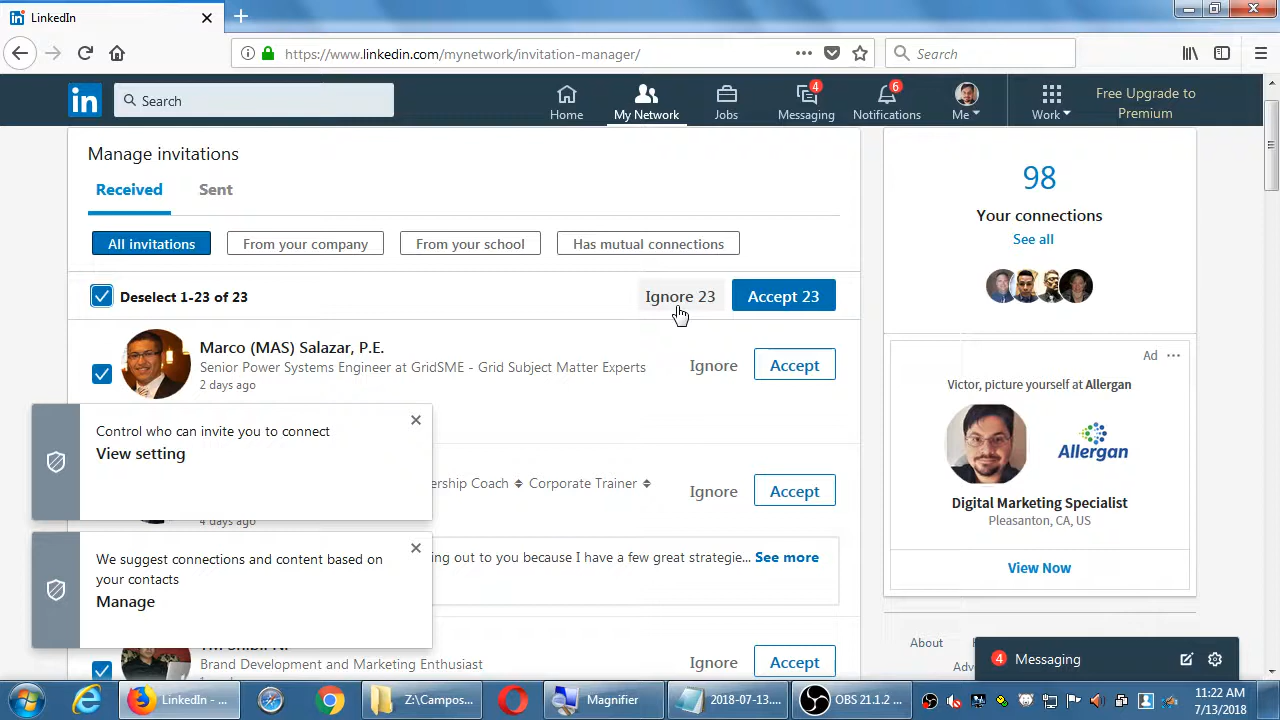 LinkedIn
https://www.linkedin.com/mynetwork/invitation-manager/
Search
in
Search
Home
My Network
Jobs
4
Messaging
6
Notifications
Me
Work
Free Upgrade to
Premium
Manage invitations
Received
Sent
All invitations
From your company
From your school
Has mutual connections
Deselect 1-23 of 23
Ignore 23
Accept 23
Marco (MAS) Salazar, P.E.
Senior Power Systems Engineer at GridSME - Grid Subject Matter Experts
2 days ago
Ignore
Accept
Control who can invite you to connect
View setting
ership Coach Corporate Trainer
4 days ago
Ignore
Accept
We suggest connections and content based on
your contacts
Manage
ing out to you because I have a few great strategie... See more
Brand Development and Marketing Enthusiast
Ignore
Accept
98
Your connections
See all
Ad
Victor, picture yourself at Allergan
Allergan
Digital Marketing Specialist
Pleasanton, CA, US
View Now
About
4 Messaging
LinkedIn - ...
Z:\Campos...
Magnifier
2018-07-13....
OBS 21.1.2 ...
11:22 AM
7/13/2018